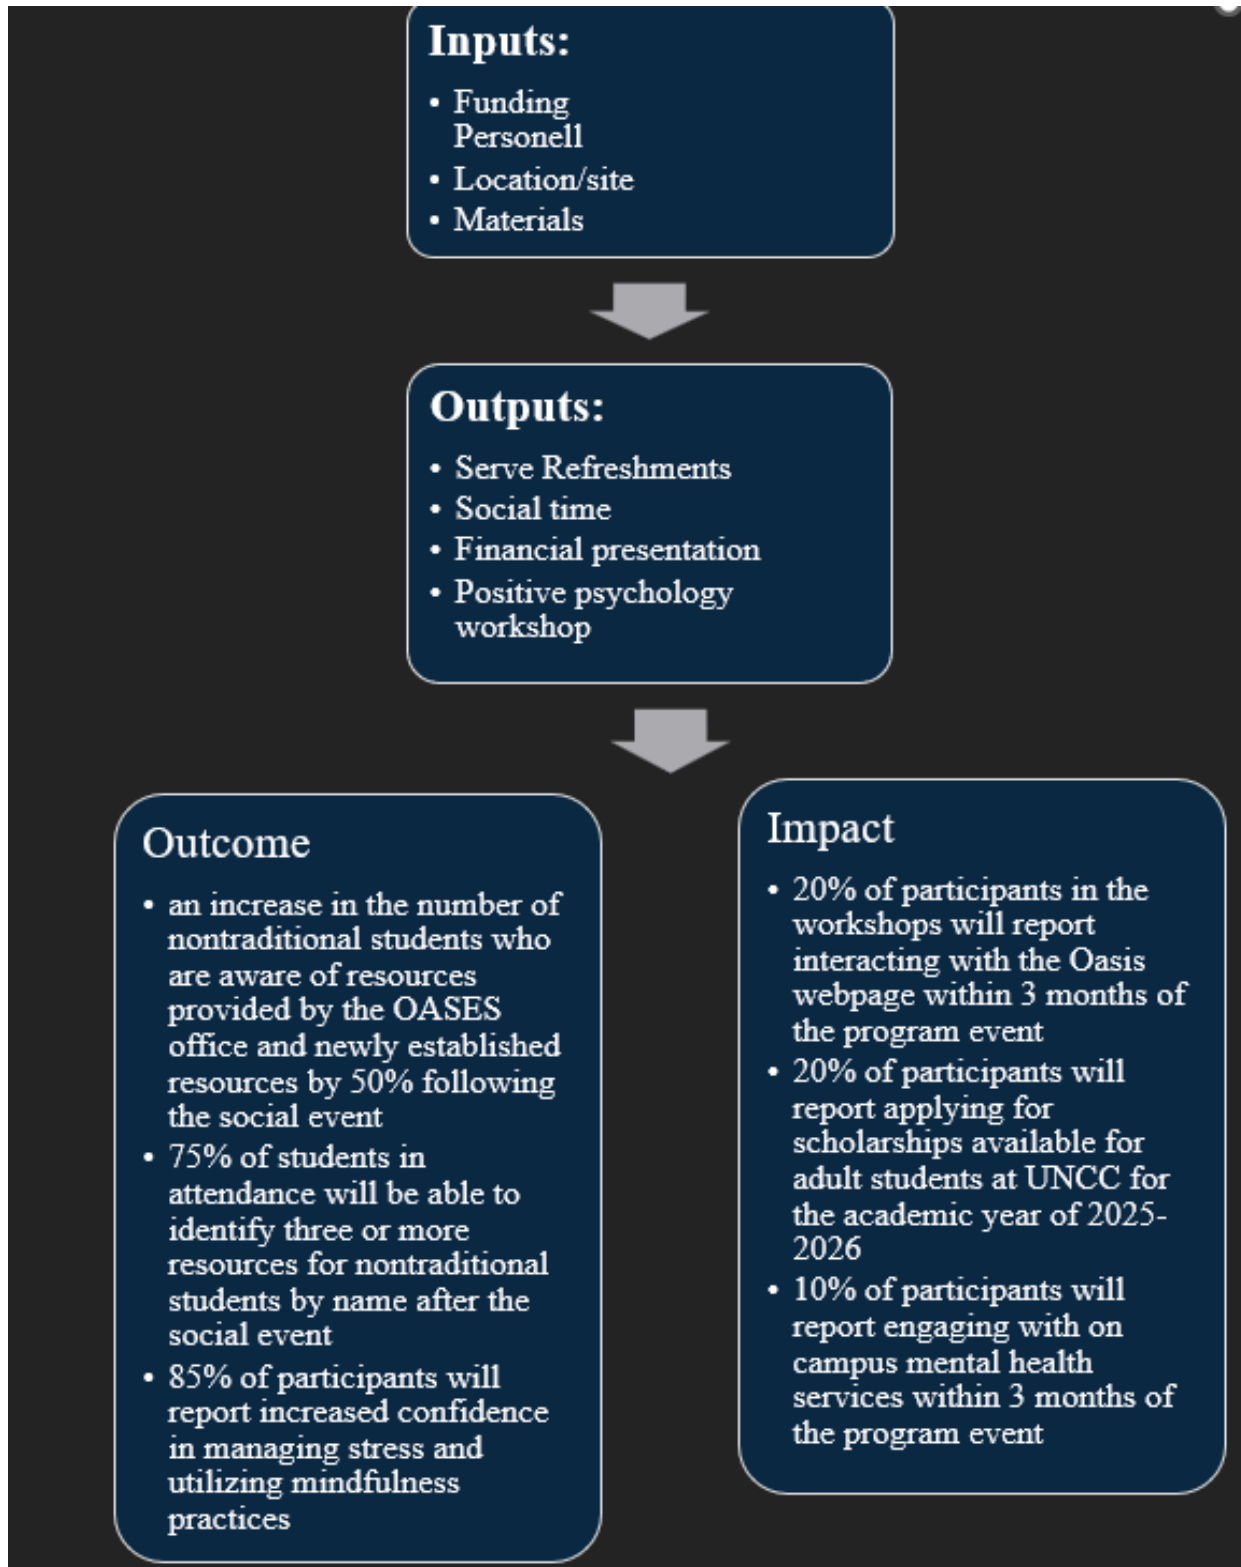 Inputs:
• Funding
Personell
• Location/site
• Materials
Outputs:
• Serve Refreshments
• Social time
• Financial presentation
• Positive psychology
workshop
Outcome
• an increase in the number of
nontraditional students who
are aware of resources
provided by the OASES
office and newly established
resources by 50% following
the social event
• 75% of students in
attendance will be able to
identify three or more
resources for nontraditional
students by name after the
social event
• 85% of participants will
report increased confidence
in managing stress and
utilizing mindfulness
practices
Impact
• 20% of participants in the
workshops will report
interacting with the Oasis
webpage within 3 months of
the program event
• 20% of participants will
report applying for
scholarships available for
adult students at UNCC for
the academic year of 2025-
2026
• 10% of participants will
report engaging with on
campus mental health
services within 3 months of
the program event